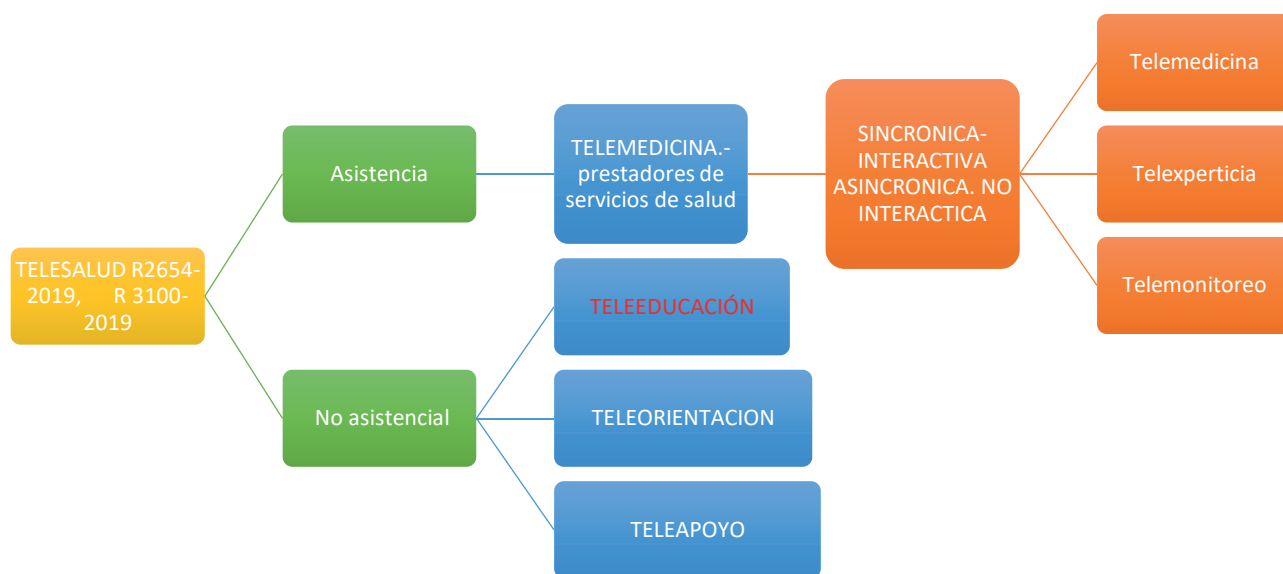 TELESALUD R2654-
2019, R 3100-
2019
Asistencia
No asistencial
TELEMEDICINA.-
prestadores de
servicios de salud
TELEEDUCACIÓN
TELEORIENTACION
TELEAPOYO
SINCRONICA-
INTERACTIVA
ASINCRONICA. NO
INTERACTICA
Telemedicina
Telexperticia
Telemonitoreo